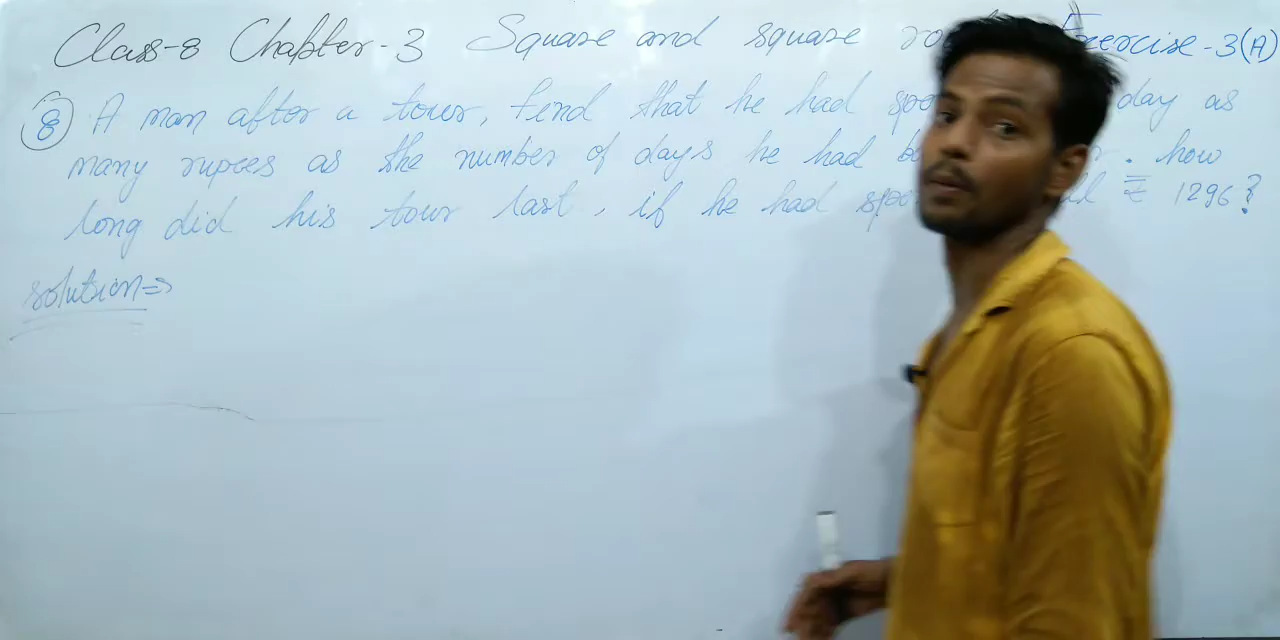 Class-8 Chapter-3 Square and square Exercise-3(A)
8 A man after a tour, find that he had day as
many rupees as the number of days he had . how
long did his tour last, if he had ₹ 1296?
solution⇒